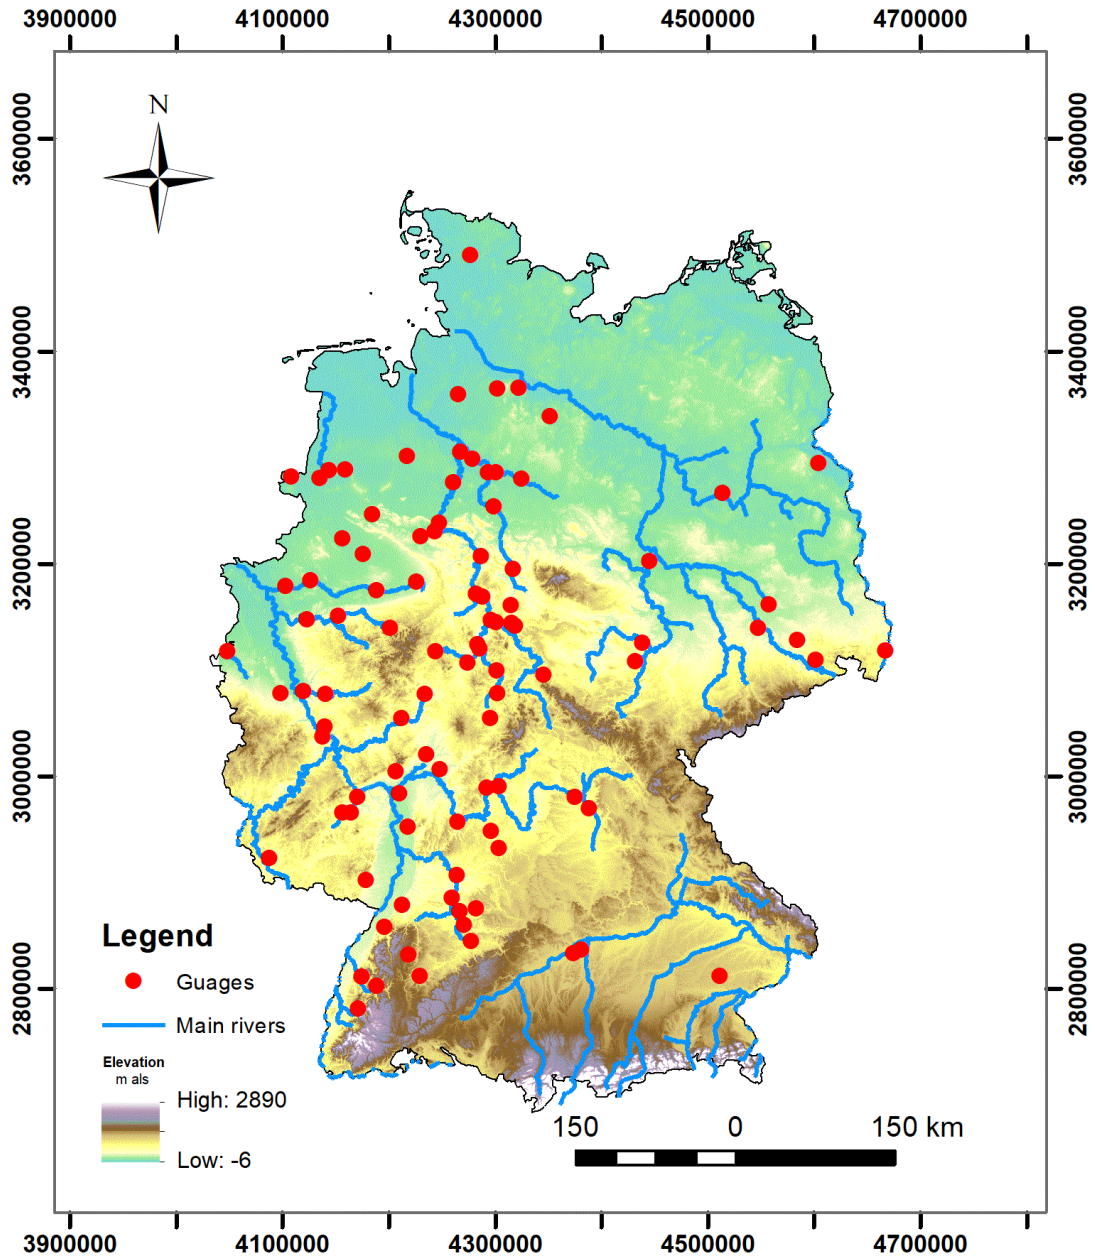 3900000 4100000 4300000 4500000 4700000
N
3600000 3600000
3400000 3400000
3200000 3200000
3000000 3000000
2800000 2800000
Legend
Guages
Main rivers
Elevation
m als
High: 2890
Low: -6
150 0 150 km
3900000 4100000 4300000 4500000 4700000